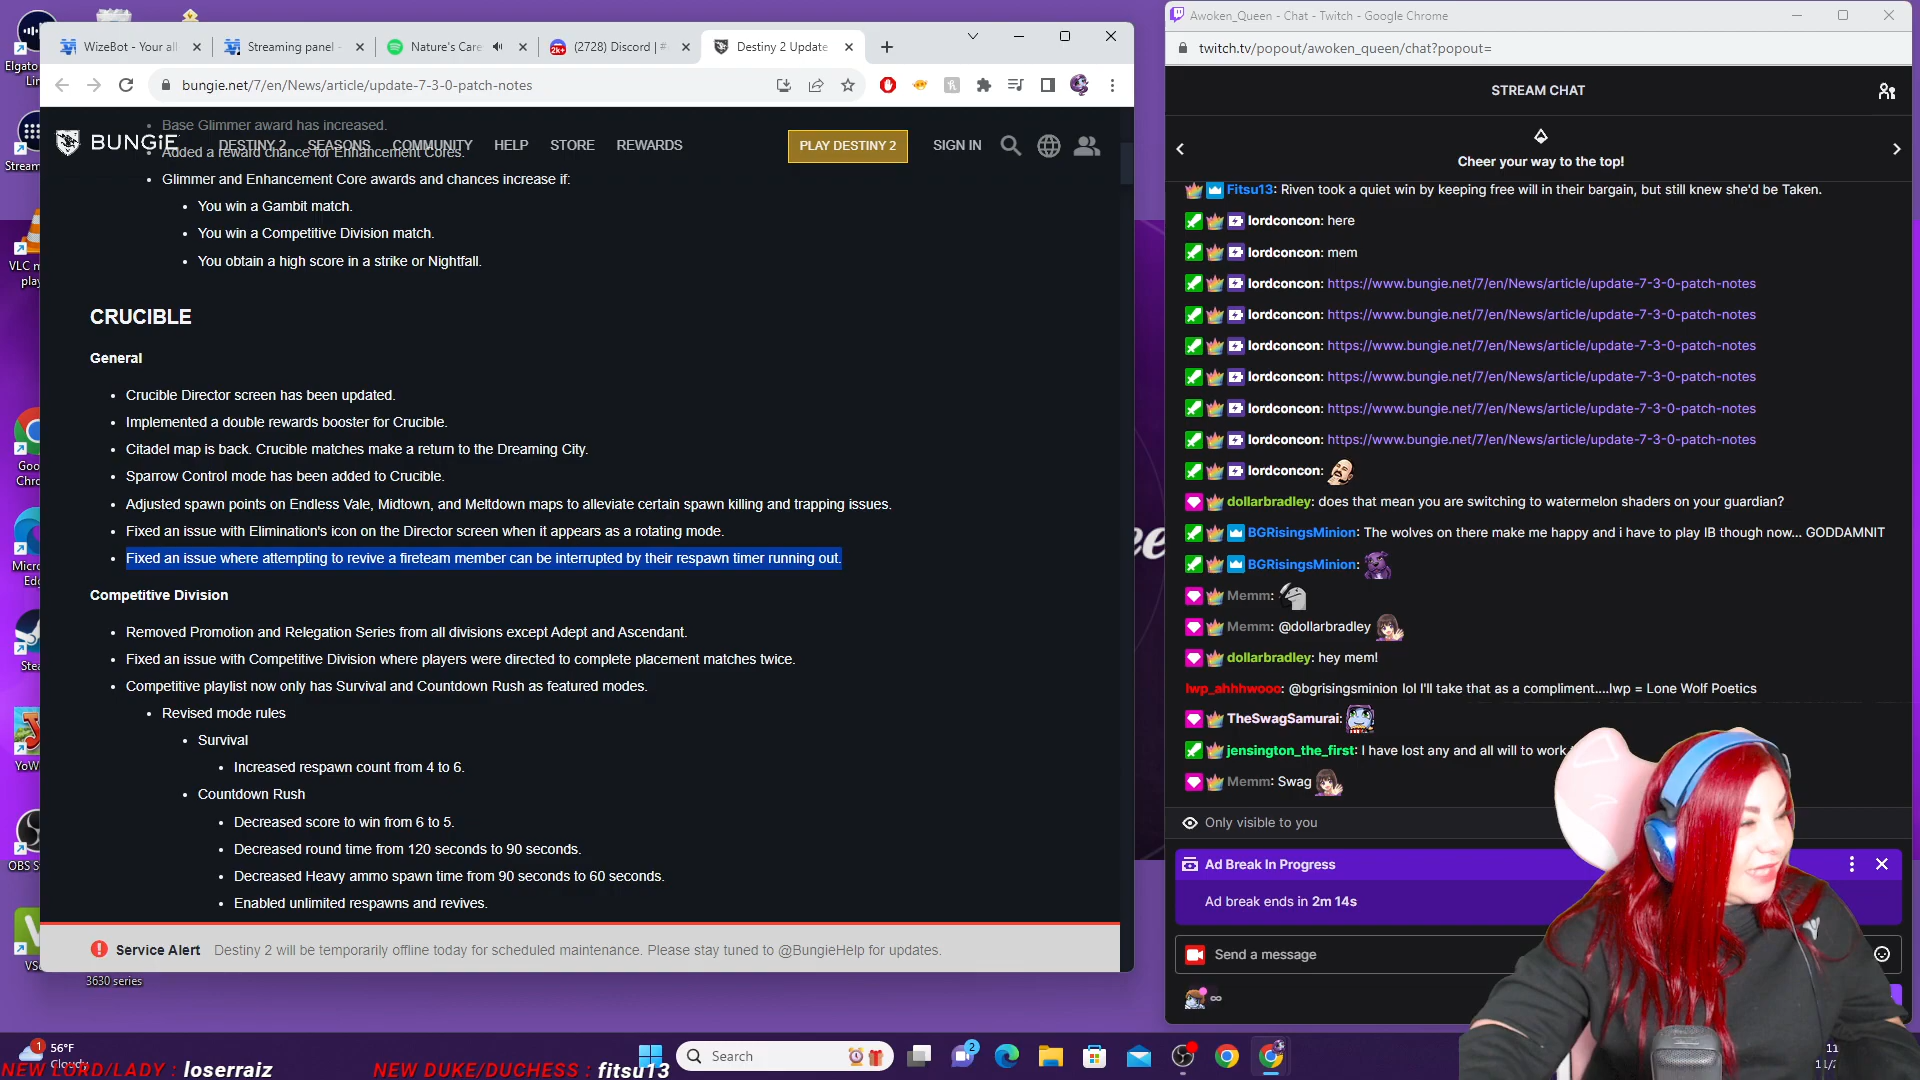 WizeBot - Your all
Streaming panel -
Nature's Care
(2728) Discord | #
Destiny 2 Update
bungie.net/7/en/News/article/update-7-3-0-patch-notes
BUNGiE
DESTINY 2
SEASONS
COMMUNITY
HELP
STORE
REWARDS
PLAY DESTINY 2
SIGN IN
Base Glimmer award has increased.
Added a reward chance for Enhancement Cores.
Glimmer and Enhancement Core awards and chances increase if:
You win a Gambit match.
You win a Competitive Division match.
You obtain a high score in a strike or Nightfall.
CRUCIBLE
General
Crucible Director screen has been updated.
Implemented a double rewards booster for Crucible.
Citadel map is back. Crucible matches make a return to the Dreaming City.
Sparrow Control mode has been added to Crucible.
Adjusted spawn points on Endless Vale, Midtown, and Meltdown maps to alleviate certain spawn killing and trapping issues.
Fixed an issue with Elimination's icon on the Director screen when it appears as a rotating mode.
Fixed an issue where attempting to revive a fireteam member can be interrupted by their respawn timer running out.
Competitive Division
Removed Promotion and Relegation Series from all divisions except Adept and Ascendant.
Fixed an issue with Competitive Division where players were directed to complete placement matches twice.
Competitive playlist now only has Survival and Countdown Rush as featured modes.
Revised mode rules
Survival
Increased respawn count from 4 to 6.
Countdown Rush
Decreased score to win from 6 to 5.
Decreased round time from 120 seconds to 90 seconds.
Decreased Heavy ammo spawn time from 90 seconds to 60 seconds.
Enabled unlimited respawns and revives.
Service Alert Destiny 2 will be temporarily offline today for scheduled maintenance. Please stay tuned to @BungieHelp for updates.
Awoken_Queen - Chat - Twitch - Google Chrome
twitch.tv/popout/awoken_queen/chat?popout=
STREAM CHAT
Cheer your way to the top!
Fitsu13: Riven took a quiet win by keeping free will in their bargain, but still knew she'd be Taken.
lordconcon: here
lordconcon: mem
lordconcon: https://www.bungie.net/7/en/News/article/update-7-3-0-patch-notes
lordconcon: https://www.bungie.net/7/en/News/article/update-7-3-0-patch-notes
lordconcon: https://www.bungie.net/7/en/News/article/update-7-3-0-patch-notes
lordconcon: https://www.bungie.net/7/en/News/article/update-7-3-0-patch-notes
lordconcon: https://www.bungie.net/7/en/News/article/update-7-3-0-patch-notes
lordconcon: https://www.bungie.net/7/en/News/article/update-7-3-0-patch-notes
lordconcon:
dollarbradley: does that mean you are switching to watermelon shaders on your guardian?
BGRisingsMinion: The wolves on there make me happy and i have to play IB though now... GODDAMNIT
BGRisingsMinion:
Memm:
Memm: @dollarbradley
dollarbradley: hey mem!
lwp_ahhhwooo: @bgrisingsminion lol I'll take that as a compliment....lwp = Lone Wolf Poetics
TheSwagSamurai:
jensington_the_first: I have lost any and all will to work
Memm: Swag
Only visible to you
Ad Break In Progress
Ad break ends in 2m 14s
Send a message
Elgato
Stream
VLC m
play
Goo
Chro
Micro
Edg
Stea
YoW
OBS S
VS
3630 series
1
56°F
Cloudy
Search
2
NEW LORD/LADY : loserraiz
NEW DUKE/DUCHESS : fitsu13